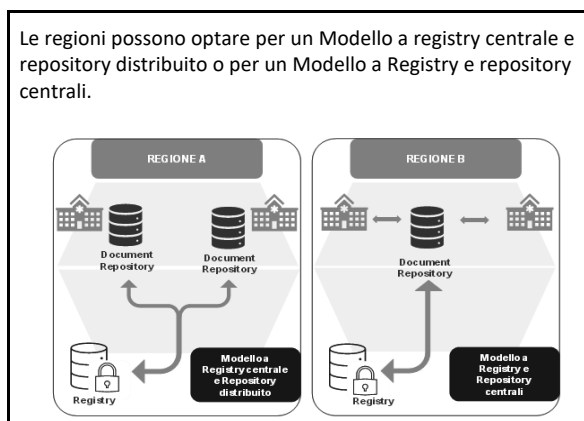 Le regioni possono optare per un Modello a registry centrale e
repository distribuito o per un Modello a Registry e repository
centrali.
REGIONE A
Document
Repository
Document
Repository
Registry
Modello a
Registry centrale
e Repository
distribuito
REGIONE B
Document
Repository
Registry
Modello a
Registry e
Repository
centrali